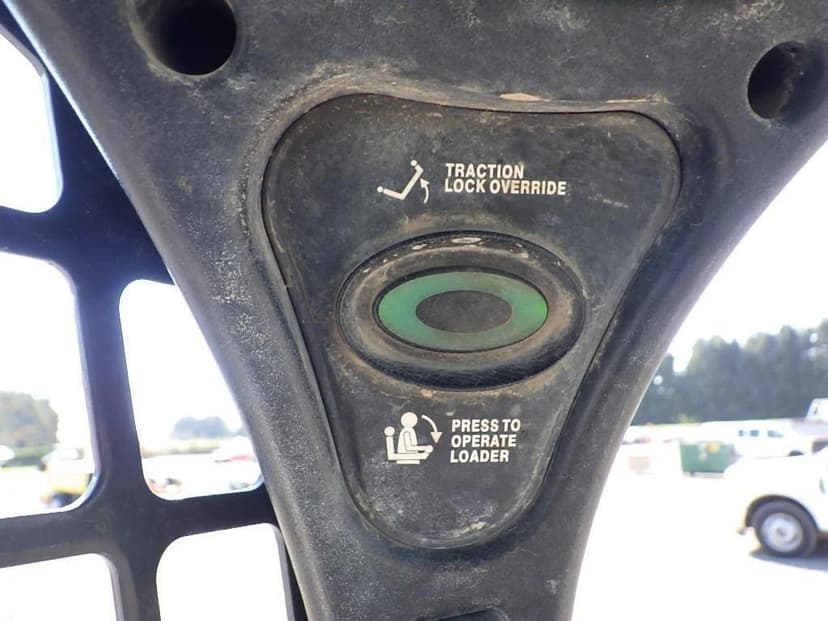 TRACTION
LOCK OVERRIDE
PRESS TO
OPERATE
LOADER